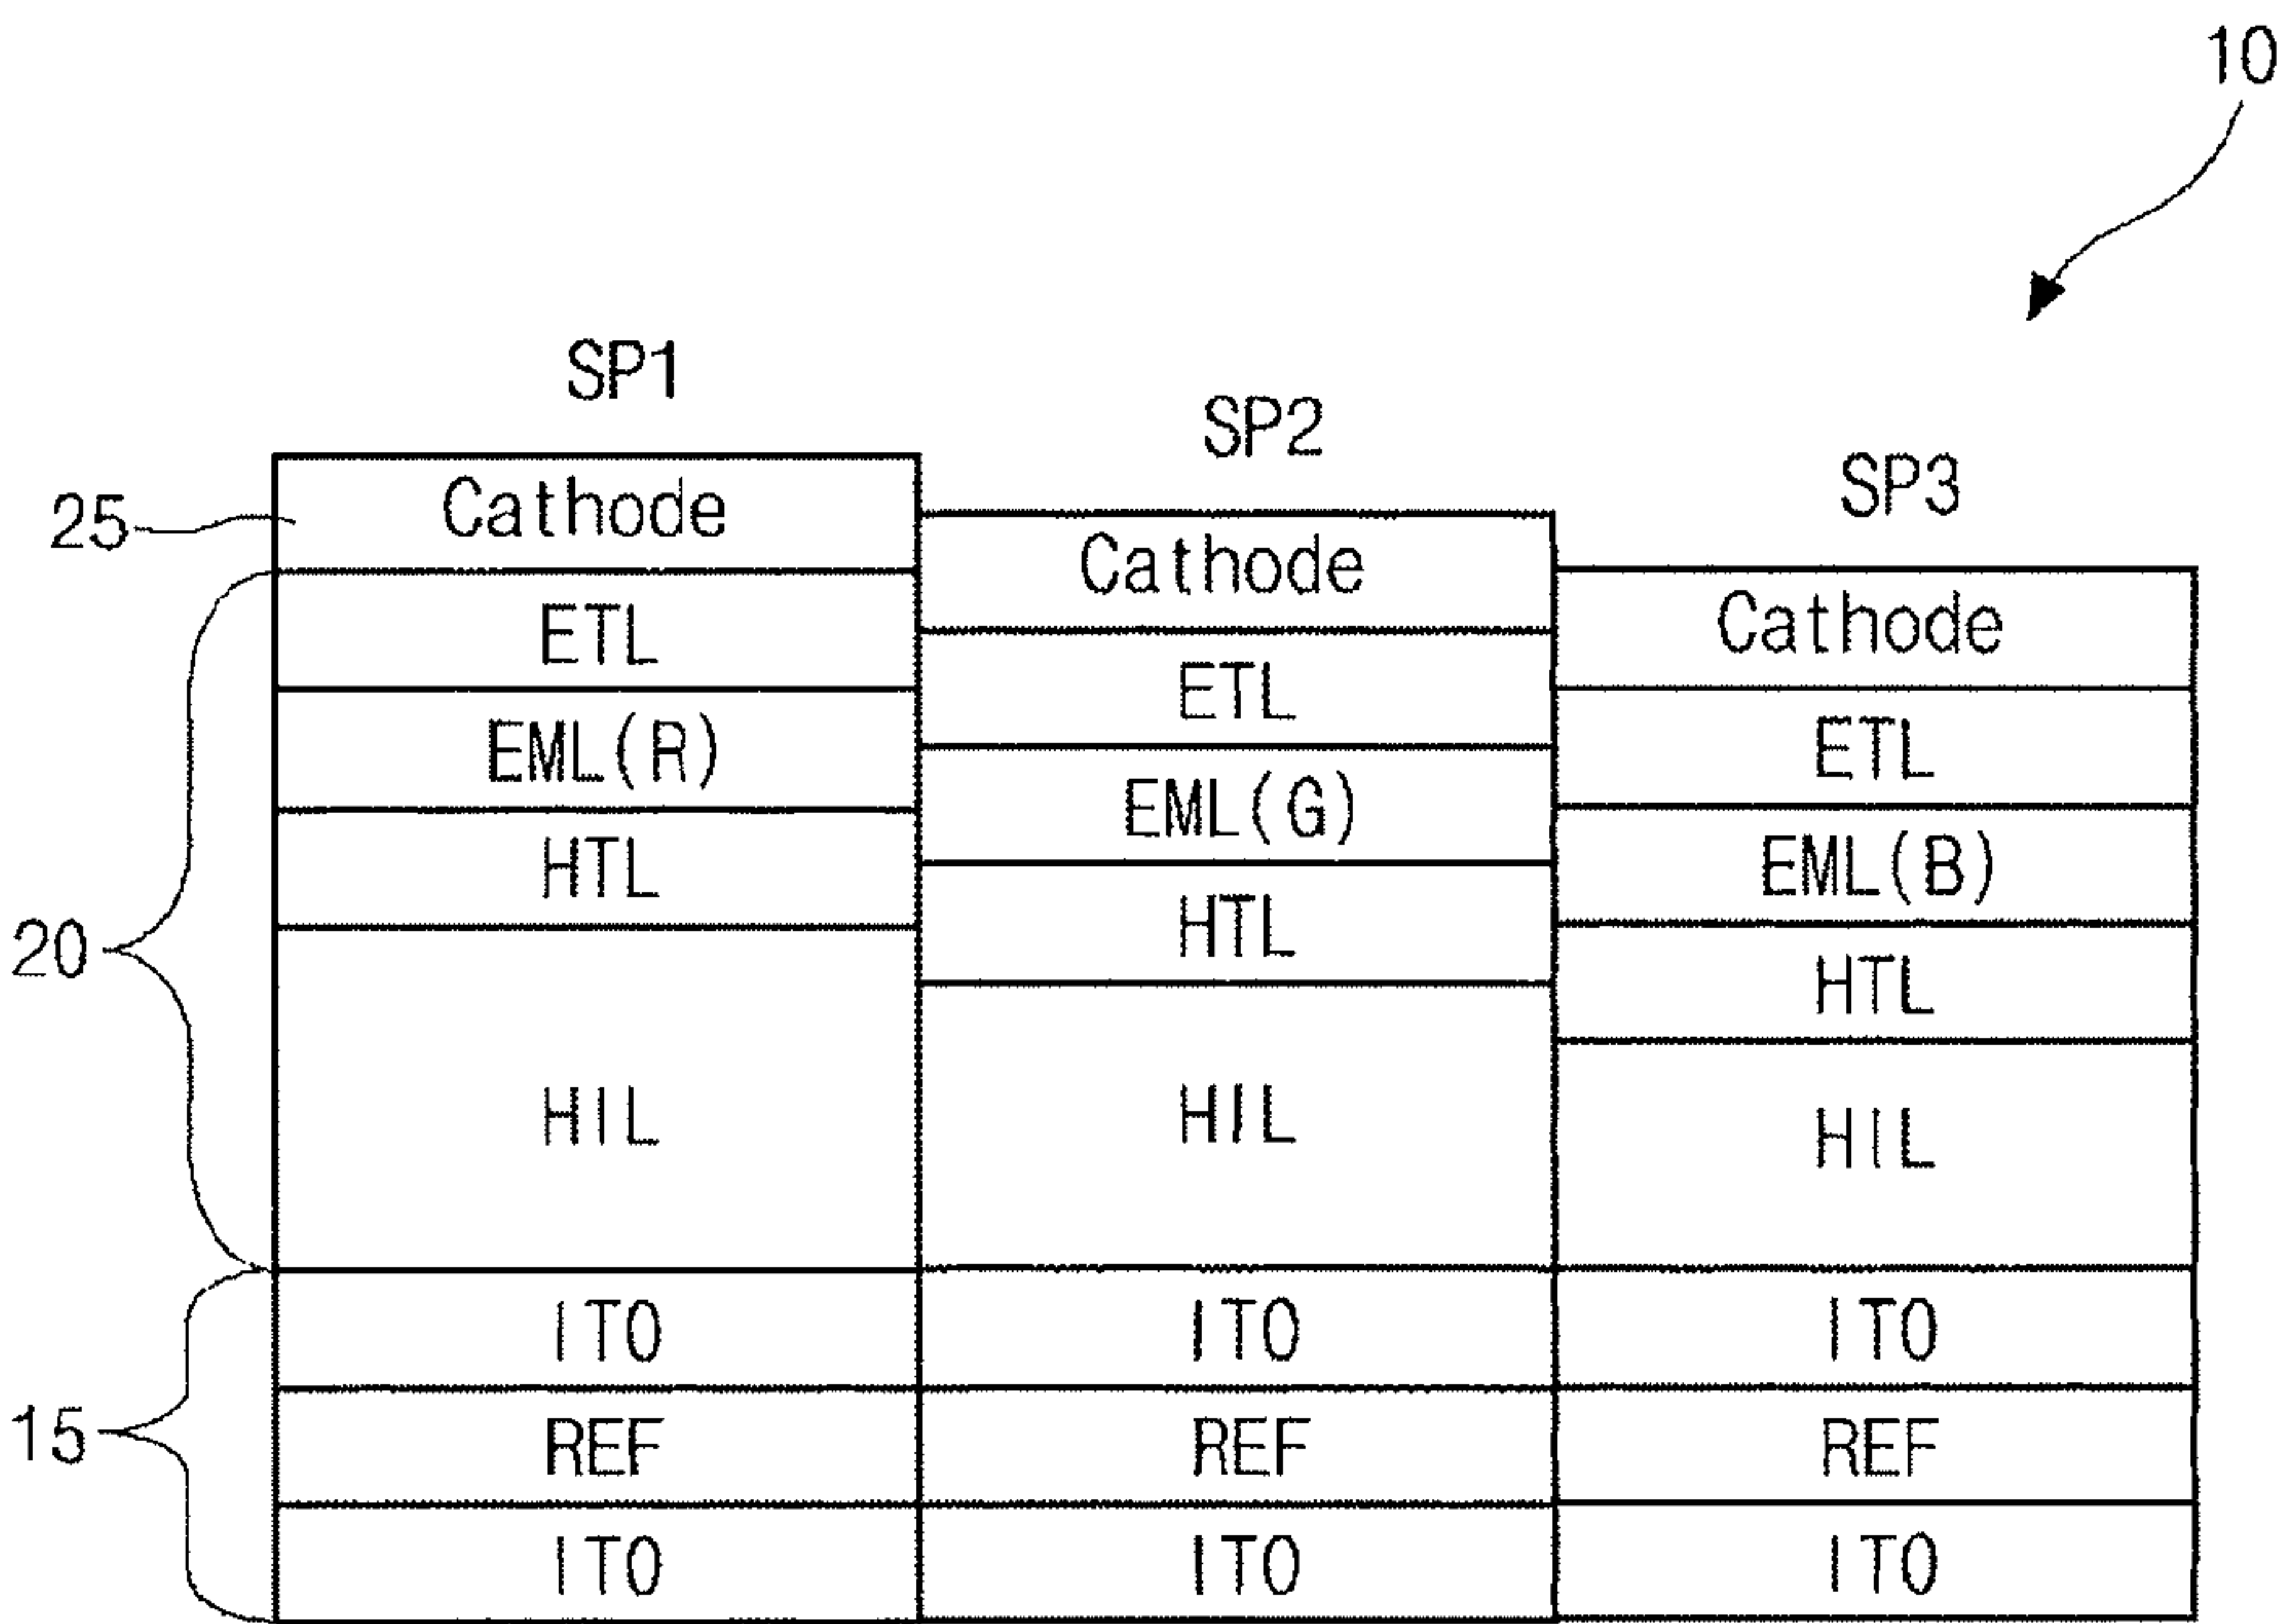 10
SP1
SP2
SP3
25
Cathode
Cathode
Cathode
ETL
ETL
ETL
EML(R)
EML(G)
EML(B)
HTL
HTL
HTL
20
HIL
HIL
HIL
ITO
ITO
ITO
15
REF
REF
REF
ITO
ITO
ITO